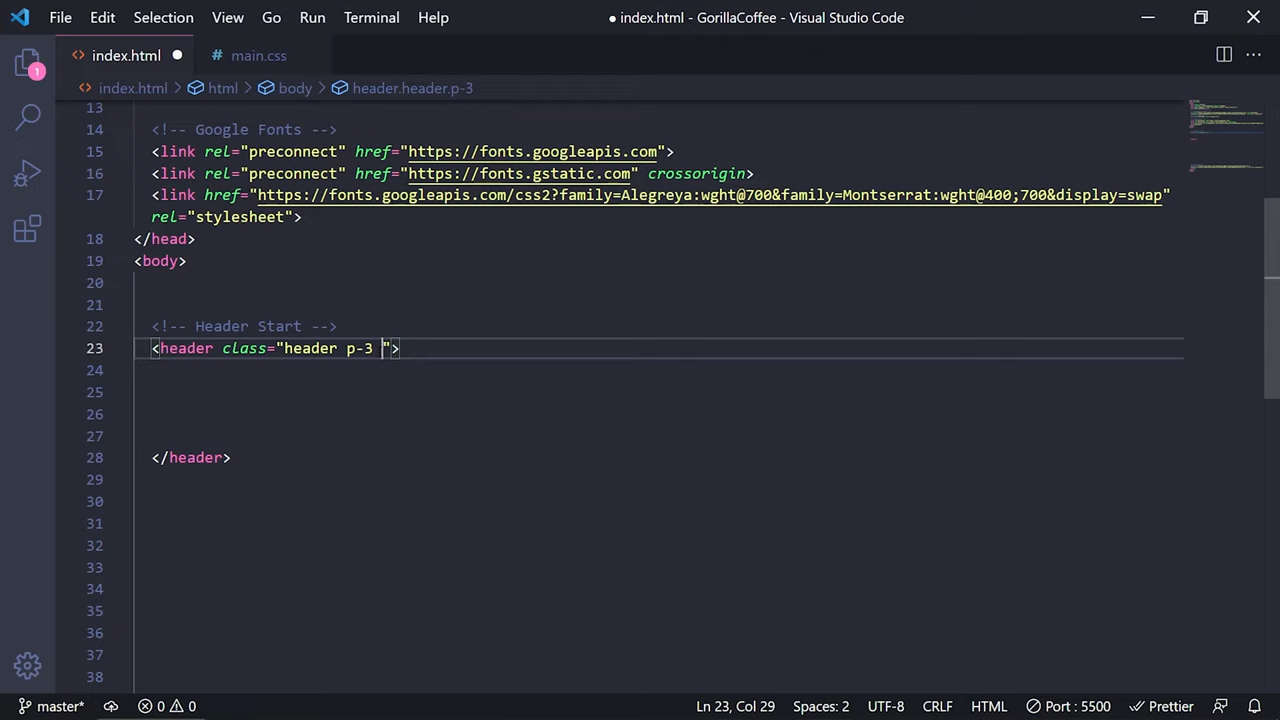 File Edit Selection View Go Run Terminal Help ● index.html - GorillaCoffee - Visual Studio Code
<> index.html ● # main.css
<> index.html > html > body > header.header.p-3
1
13
14 <!-- Google Fonts -->
15 <link rel="preconnect" href="https://fonts.googleapis.com">
16 <link rel="preconnect" href="https://fonts.gstatic.com" crossorigin>
17 <link href="https://fonts.googleapis.com/css2?family=Alegreya:wght@700&family=Montserrat:wght@400;700&display=swap"
rel="stylesheet">
18 </head>
19 <body>
20
21
22 <!-- Header Start -->
23 <header class="header p-3 ">
24
25
26
27
28 </header>
29
30
31
32
33
34
35
36
37
38
master* 0 0 Ln 23, Col 29 Spaces: 2 UTF-8 CRLF HTML Port : 5500 Prettier